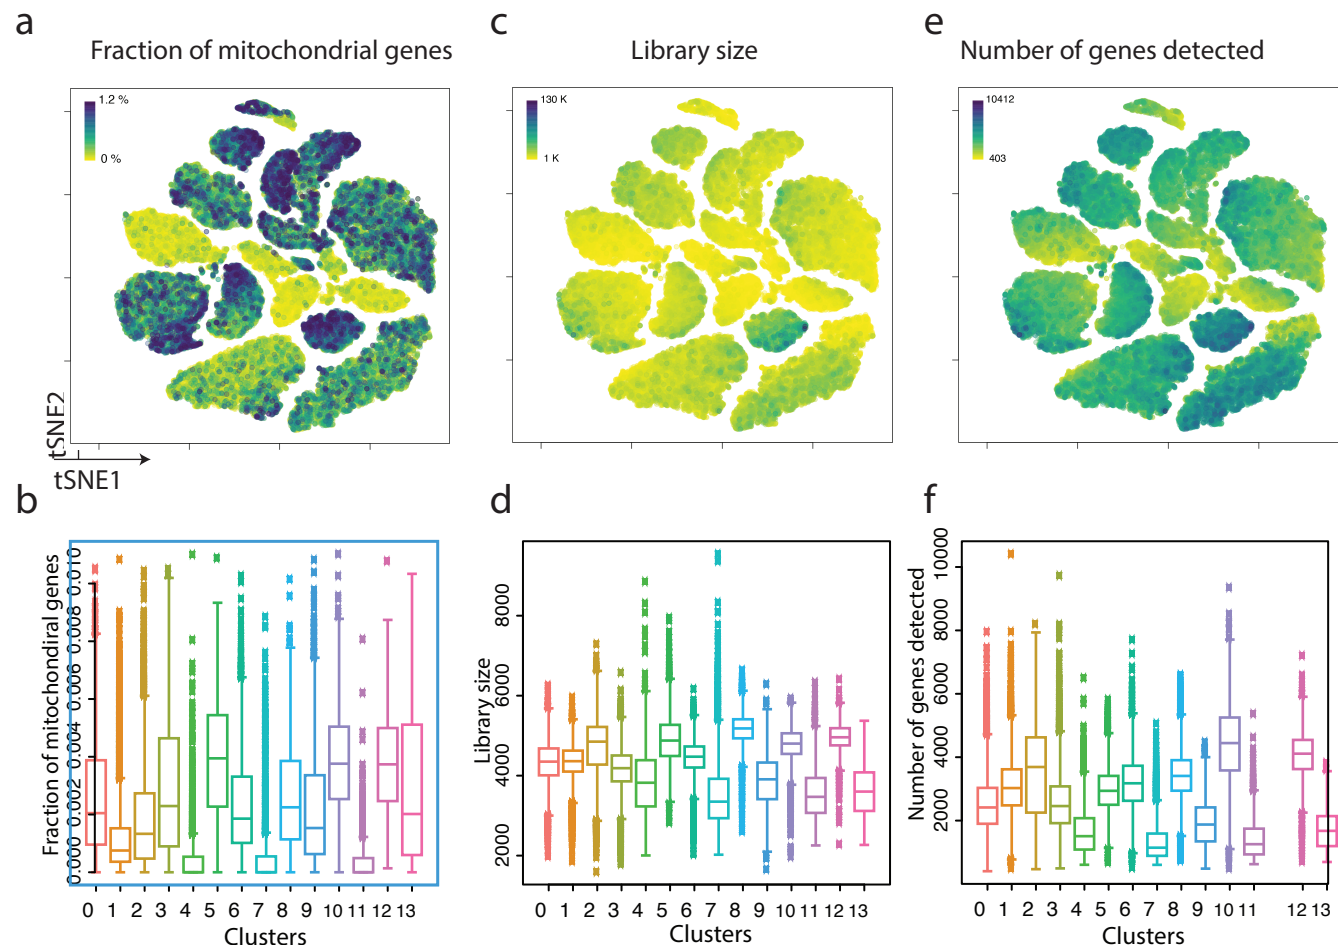 a
Fraction of mitochondrial genes
1.2 %
0 %
tSNE2
tSNE1
c
Library size
130 K
1 K
e
Number of genes detected
10412
403
b
Fraction of mitochondiral genes
0.010
0.008
0.006
0.004
0.002
0.000
0 1 2 3 4 5 6 7 8 9 10 11 12 13
Clusters
d
Library size
8000
6000
4000
2000
0 1 2 3 4 5 6 7 8 9 10 11 12 13
Clusters
f
Number of genes detected
10000
8000
6000
4000
2000
0 1 2 3 4 5 6 7 8 9 10 11 12 13
Clusters